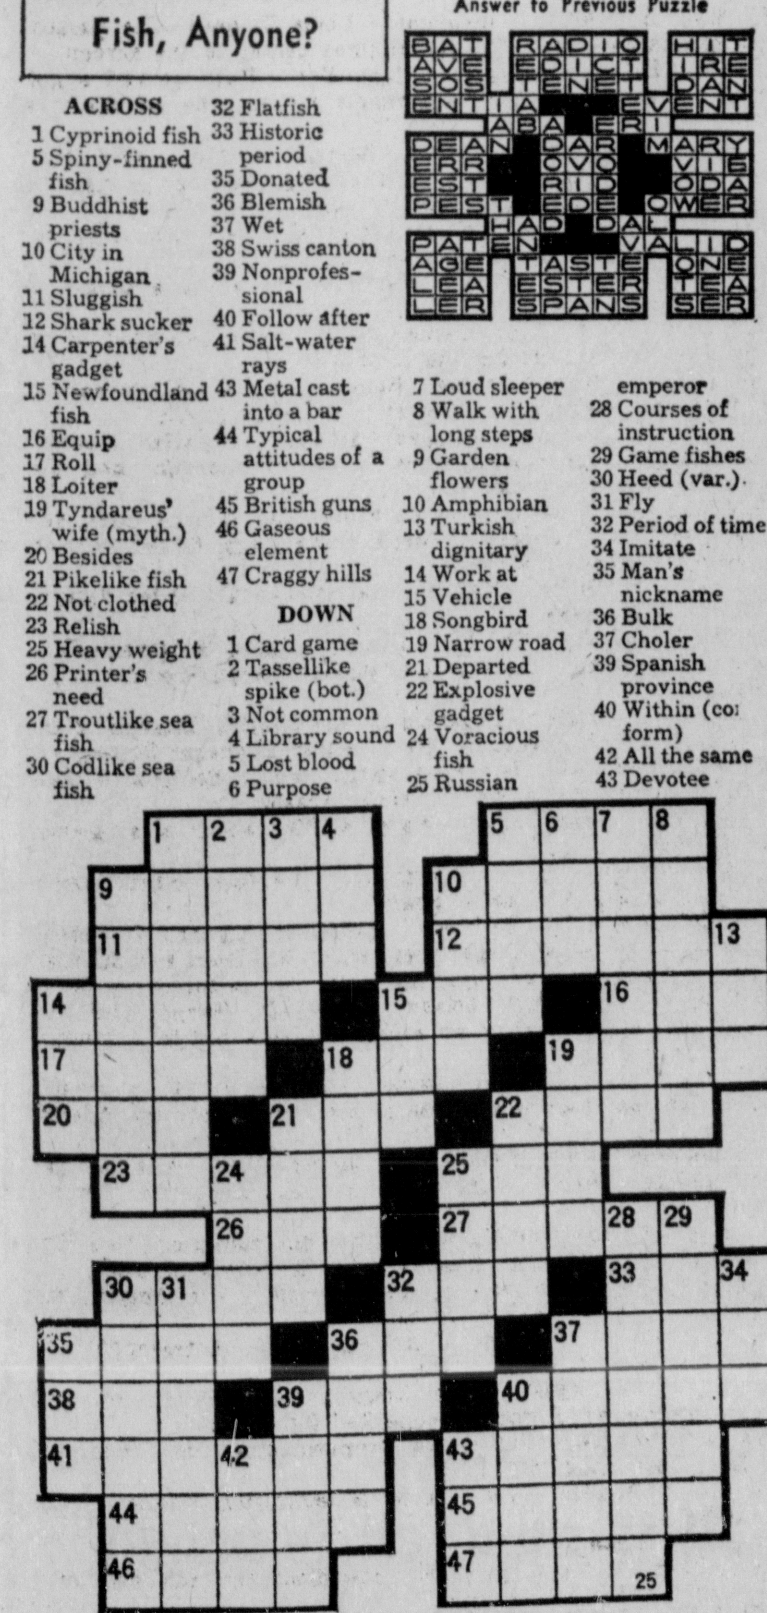 Fish, Anyone?
ACROSS
1 Cyprinoid fish
5 Spiny-finned
fish
9 Buddhist
priests
10 City in
Michigan
11 Sluggish
12 Shark sucker
14 Carpenter's
gadget
15 Newfoundland
fish
16 Equip
17 Roll
18 Loiter
19 Tyndareus'
wife (myth.)
20 Besides
21 Pikelike fish
22 Not clothed
23 Relish
25 Heavy weight
26 Printer's
need
27 Troutlike sea
fish
30 Codlike sea
fish
32 Flatfish
33 Historic
period
35 Donated
36 Blemish
37 Wet
38 Swiss canton
39 Nonprofes-
sional
40 Follow after
41 Salt-water
rays
43 Metal cast
into a bar
44 Typical
attitudes of a
group
45 British guns
46 Gaseous
element
47 Craggy hills
DOWN
1 Card game
2 Tassellike
spike (bot.)
3 Not common
4 Library sound
5 Lost blood
6 Purpose
Answer to Previous Puzzle
BAT RADIO HIT
AVE EDICT IRE
SOS TENET DAN
ENTIA EVENT
ABA ERI
DEAN DAR MARY
ERR OVO VIE
EST RID ODA
PEST EDE OWER
HAD DAL
PATEN VALID
AGE TASTE ONE
LEA ESTER TEA
LER SPANS SER
7 Loud sleeper
8 Walk with
long steps
9 Garden
flowers
10 Amphibian
13 Turkish
dignitary
14 Work at
15 Vehicle
18 Songbird
19 Narrow road
21 Departed
22 Explosive
gadget
24 Voracious
fish
25 Russian
emperor
28 Courses of
instruction
29 Game fishes
30 Heed (var.)
31 Fly
32 Period of time
34 Imitate
35 Man's
nickname
36 Bulk
37 Choler
39 Spanish
province
40 Within
form)
42 All the same
43 Devotee
1 2 3 4 5 6 7 8
9 10
11 12 13
14 15 16
17 18 19
20 21 22
23 24 25
26 27 28 29
30 31 32 33 34
35 36 37
38 39 40
41 42 43
44 45
46 47 25